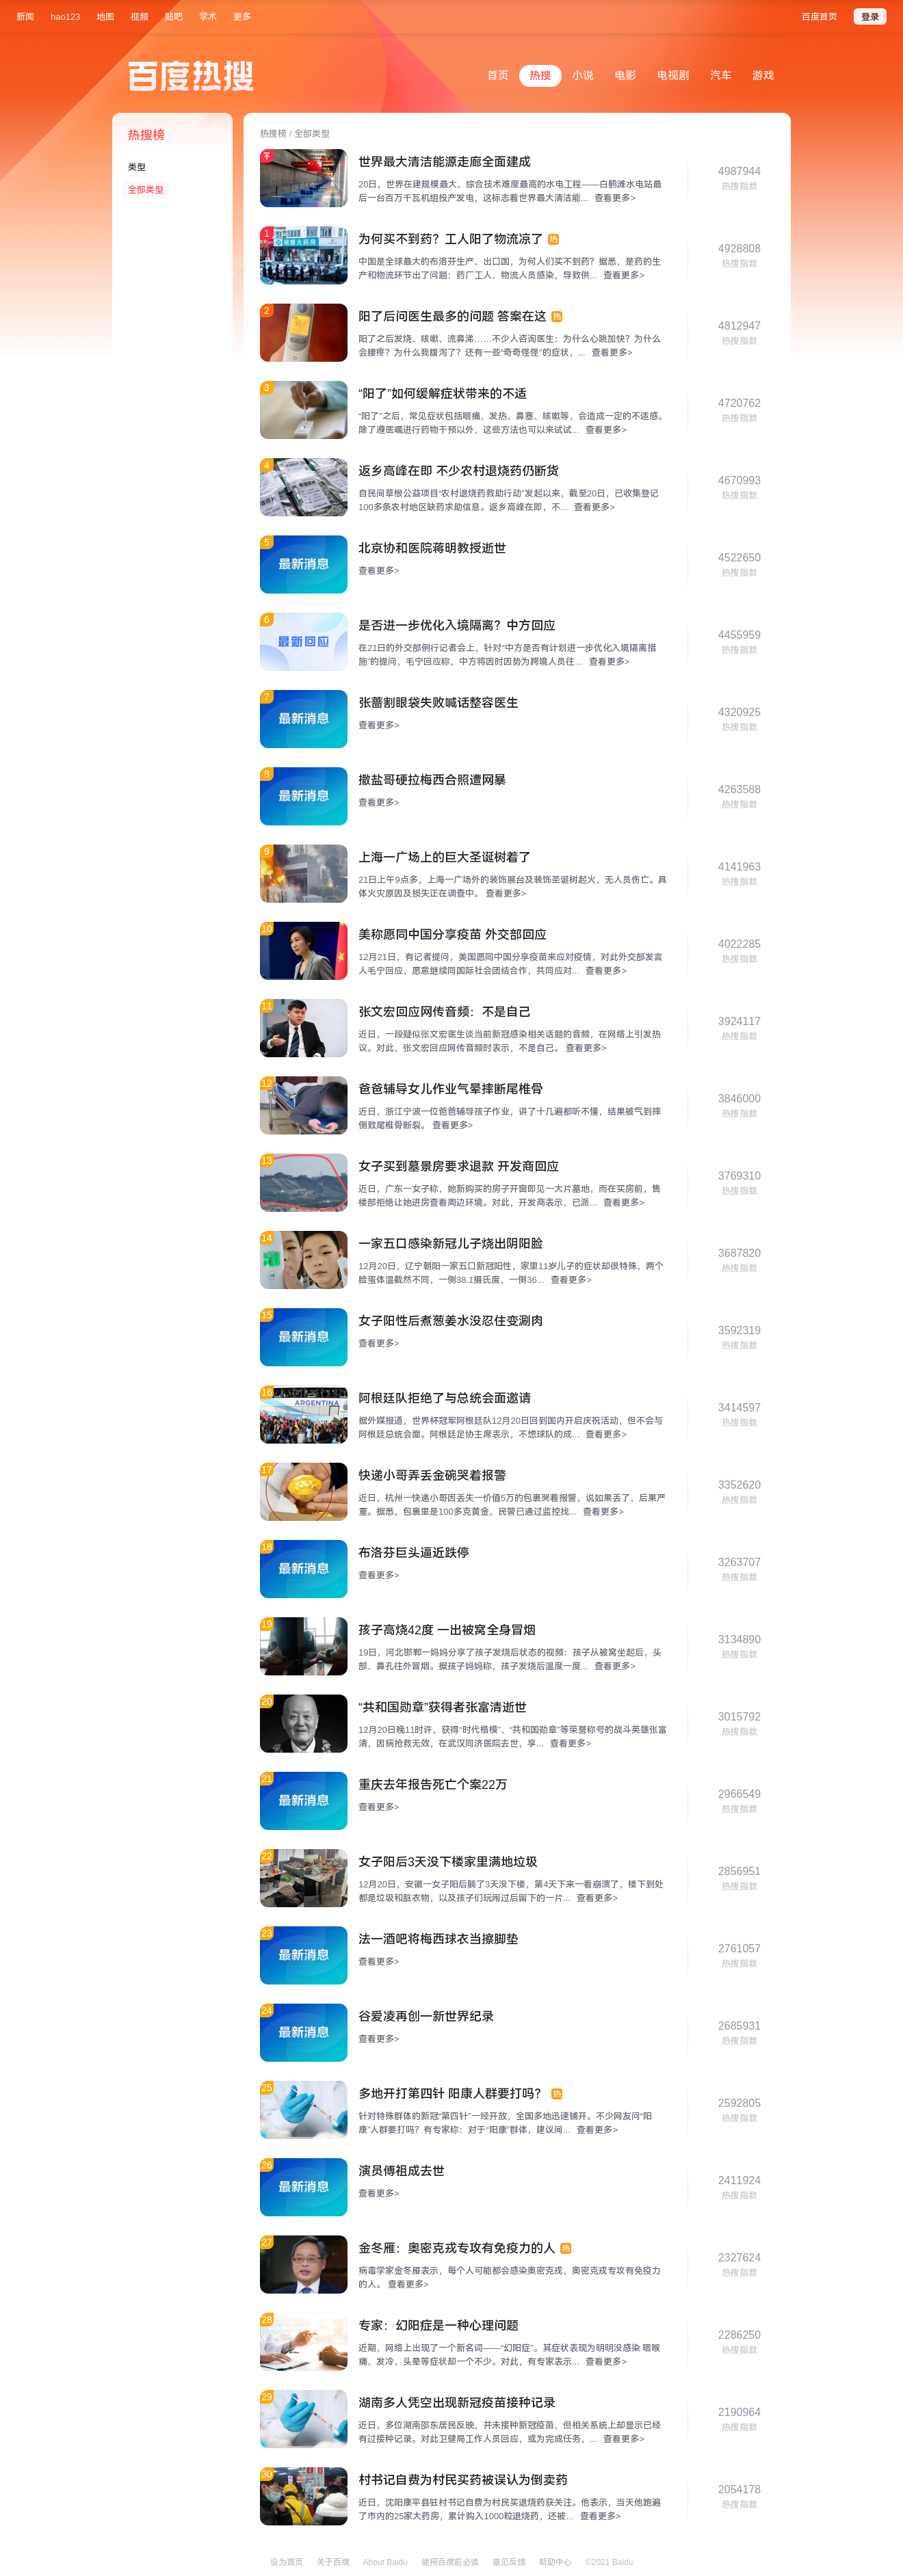 新闻 hao123 地图 视频 贴吧 学术 更多 百度首页 登录
百度热搜
首页 热搜 小说 电影 电视剧 汽车 游戏
热搜榜
类型
全部类型
热搜榜 / 全部类型
世界最大清洁能源走廊全面建成
20日，世界在建规模最大、综合技术难度最高的水电工程——白鹤滩水电站最
后一台百万千瓦机组投产发电，这标志着世界最大清洁能... 查看更多>
4987944
热搜指数
1
为何买不到药？工人阳了物流凉了 热
中国是全球最大的布洛芬生产、出口国，为何人们买不到药？据悉，是药的生
产和物流环节出了问题：药厂工人、物流人员感染，导致供... 查看更多>
4928808
热搜指数
2
阳了后问医生最多的问题 答案在这 热
阳了之后发烧、咳嗽、流鼻涕……不少人咨询医生：为什么心跳加快？为什么
会腰疼？为什么我腹泻了？还有一些“奇奇怪怪”的症状，... 查看更多>
4812947
热搜指数
3
“阳了”如何缓解症状带来的不适
“阳了”之后，常见症状包括咽痛、发热、鼻塞、咳嗽等，会造成一定的不适感。
除了遵医嘱进行药物干预以外，这些方法也可以来试试... 查看更多>
4720762
热搜指数
4
返乡高峰在即 不少农村退烧药仍断货
自民间草根公益项目“农村退烧药救助行动”发起以来，截至20日，已收集登记
100多条农村地区缺药求助信息。返乡高峰在即，不... 查看更多>
4670993
热搜指数
5
最新消息
北京协和医院蒋明教授逝世
查看更多>
4522650
热搜指数
6
最新回应
是否进一步优化入境隔离？中方回应
在21日的外交部例行记者会上，针对“中方是否有计划进一步优化入境隔离措
施”的提问，毛宁回应称，中方将因时因势为跨境人员往... 查看更多>
4455959
热搜指数
7
最新消息
张蔷割眼袋失败喊话整容医生
查看更多>
4320925
热搜指数
8
最新消息
撒盐哥硬拉梅西合照遭网暴
查看更多>
4263588
热搜指数
9
上海一广场上的巨大圣诞树着了
21日上午9点多，上海一广场外的装饰展台及装饰圣诞树起火，无人员伤亡。具
体火灾原因及损失正在调查中。 查看更多>
4141963
热搜指数
10
美称愿同中国分享疫苗 外交部回应
12月21日，有记者提问，美国愿同中国分享疫苗来应对疫情，对此外交部发言
人毛宁回应，愿意继续同国际社会团结合作，共同应对... 查看更多>
4022285
热搜指数
11
张文宏回应网传音频：不是自己
近日，一段疑似张文宏医生谈当前新冠感染相关话题的音频，在网络上引发热
议。对此，张文宏回应网传音频时表示，不是自己。 查看更多>
3924117
热搜指数
12
爸爸辅导女儿作业气晕摔断尾椎骨
近日，浙江宁波一位爸爸辅导孩子作业，讲了十几遍都听不懂，结果被气到摔
倒致尾椎骨断裂。 查看更多>
3846000
热搜指数
13
女子买到墓景房要求退款 开发商回应
近日，广东一女子称，她新购买的房子开窗即见一大片墓地，而在买房前，售
楼部拒绝让她进房查看周边环境。对此，开发商表示，已派... 查看更多>
3769310
热搜指数
14
一家五口感染新冠儿子烧出阴阳脸
12月20日，辽宁朝阳一家五口新冠阳性，家里11岁儿子的症状却很特殊，两个
脸蛋体温截然不同，一侧38.1摄氏度，一侧36... 查看更多>
3687820
热搜指数
15
最新消息
女子阳性后煮葱姜水没忍住变涮肉
查看更多>
3592319
热搜指数
16
ARGENTINA
阿根廷队拒绝了与总统会面邀请
据外媒报道，世界杯冠军阿根廷队12月20日回到国内开启庆祝活动，但不会与
阿根廷总统会面。阿根廷足协主席表示，不想球队的成... 查看更多>
3414597
热搜指数
17
快递小哥弄丢金碗哭着报警
近日，杭州一快递小哥因丢失一价值5万的包裹哭着报警，说如果丢了，后果严
重。据悉，包裹里是100多克黄金，民警已通过监控找... 查看更多>
3352620
热搜指数
18
最新消息
布洛芬巨头逼近跌停
查看更多>
3263707
热搜指数
19
孩子高烧42度 一出被窝全身冒烟
19日，河北邯郸一妈妈分享了孩子发烧后状态的视频：孩子从被窝坐起后，头
部、鼻孔往外冒烟。据孩子妈妈称，孩子发烧后温度一度... 查看更多>
3134890
热搜指数
20
“共和国勋章”获得者张富清逝世
12月20日晚11时许，获得“时代楷模”、“共和国勋章”等荣誉称号的战斗英雄张富
清，因病抢救无效，在武汉同济医院去世，享... 查看更多>
3015792
热搜指数
21
最新消息
重庆去年报告死亡个案22万
查看更多>
2966549
热搜指数
22
女子阳后3天没下楼家里满地垃圾
12月20日，安徽一女子阳后躺了3天没下楼，第4天下来一看崩溃了，楼下到处
都是垃圾和脏衣物，以及孩子们玩闹过后留下的一片... 查看更多>
2856951
热搜指数
23
最新消息
法一酒吧将梅西球衣当擦脚垫
查看更多>
2761057
热搜指数
24
最新消息
谷爱凌再创一新世界纪录
查看更多>
2685931
热搜指数
25
多地开打第四针 阳康人群要打吗？ 热
针对特殊群体的新冠“第四针”一经开放，全国多地迅速铺开。不少网友问“阳
康”人群要打吗？有专家称：对于“阳康”群体，建议间... 查看更多>
2592805
热搜指数
26
最新消息
演员傅祖成去世
查看更多>
2411924
热搜指数
27
金冬雁：奥密克戎专攻有免疫力的人 热
病毒学家金冬雁表示，每个人可能都会感染奥密克戎，奥密克戎专攻有免疫力
的人。 查看更多>
2327624
热搜指数
28
专家：幻阳症是一种心理问题
近期，网络上出现了一个新名词——“幻阳症”。其症状表现为明明没感染 咽喉
痛、发冷、头晕等症状却一个不少。对此，有专家表示... 查看更多>
2286250
热搜指数
29
湖南多人凭空出现新冠疫苗接种记录
近日，多位湖南邵东居民反映，并未接种新冠疫苗，但相关系统上却显示已经
有过接种记录。对此卫健局工作人员回应，或为完成任务，... 查看更多>
2190964
热搜指数
30
村书记自费为村民买药被误认为倒卖药
近日，沈阳康平县驻村书记自费为村民买退烧药获关注。他表示，当天他跑遍
了市内的25家大药房，累计购入1000粒退烧药，还被... 查看更多>
2054178
热搜指数
设为首页 关于百度 About Baidu 使用百度前必读 意见反馈 帮助中心 ©2021 Baidu